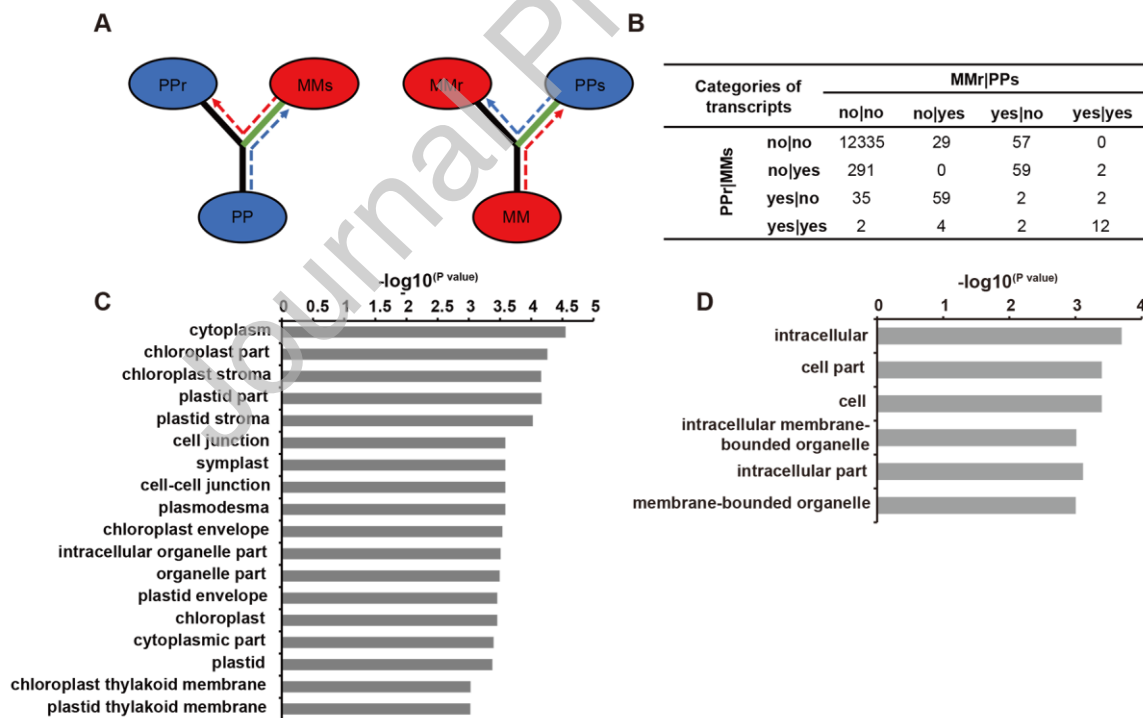 A
PPr
MMs
MMr
PPs
PP
MM
B
Categories of
transcripts
MMr|PPs
no|no
no|yes
yes|no
yes|yes
PPr|MMs
no|no 12335 29 57 0
no|yes 291 0 59 2
yes|no 35 59 2 2
yes|yes 2 4 2 12
C
-log10(P value)
0 0.5 1 1.5 2 2.5 3 3.5 4 4.5 5
cytoplasm
chloroplast part
chloroplast stroma
plastid part
plastid stroma
cell junction
symplast
cell-cell junction
plasmodesma
chloroplast envelope
intracellular organelle part
organelle part
plastid envelope
chloroplast
cytoplasmic part
plastid
chloroplast thylakoid membrane
plastid thylakoid membrane
D
-log10(P value)
0 1 2 3 4
intracellular
cell part
cell
intracellular membrane-
bounded organelle
intracellular part
membrane-bounded organelle
Journal